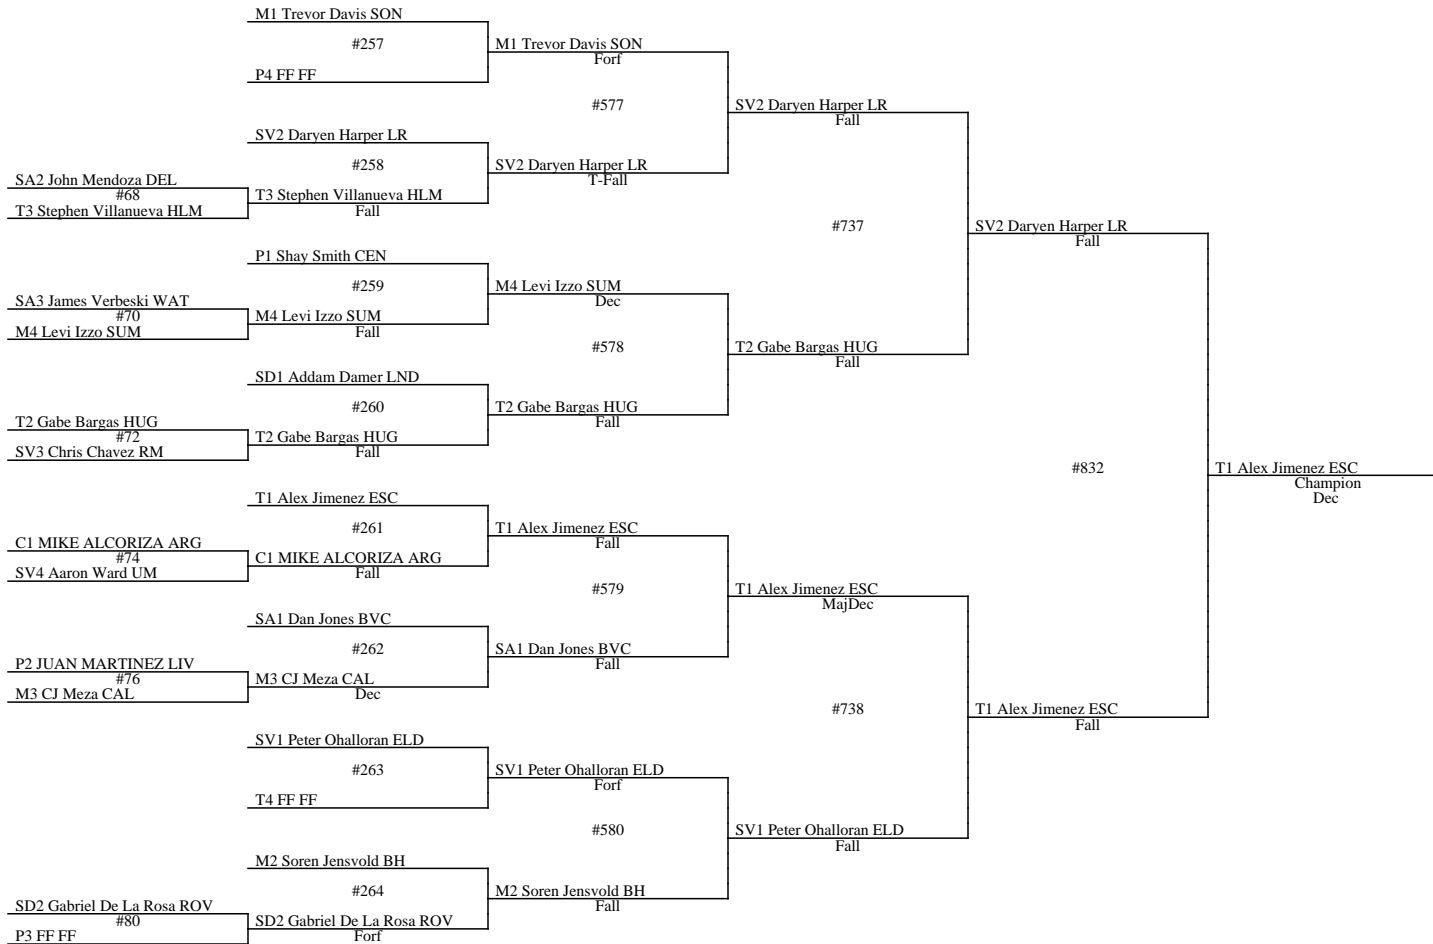 M1 Trevor Davis SON
#257
M1 Trevor Davis SON
Forf
P4 FF FF
#577
SV2 Daryen Harper LR
Fall
SV2 Daryen Harper LR
#258
SV2 Daryen Harper LR
T-Fall
SA2 John Mendoza DEL
#68
T3 Stephen Villanueva HLM
Fall
T3 Stephen Villanueva HLM
#737
SV2 Daryen Harper LR
Fall
P1 Shay Smith CEN
#259
M4 Levi Izzo SUM
Dec
SA3 James Verbeski WAT
#70
M4 Levi Izzo SUM
Fall
M4 Levi Izzo SUM
#578
T2 Gabe Bargas HUG
Fall
SD1 Addam Damer LND
#260
T2 Gabe Bargas HUG
Fall
T2 Gabe Bargas HUG
#72
T2 Gabe Bargas HUG
Fall
SV3 Chris Chavez RM
#832
T1 Alex Jimenez ESC
Champion
Dec
T1 Alex Jimenez ESC
#261
T1 Alex Jimenez ESC
Fall
C1 MIKE ALCORIZA ARG
#74
C1 MIKE ALCORIZA ARG
Fall
SV4 Aaron Ward UM
#579
T1 Alex Jimenez ESC
MajDec
SA1 Dan Jones BVC
#262
SA1 Dan Jones BVC
Fall
P2 JUAN MARTINEZ LIV
#76
M3 CJ Meza CAL
Dec
M3 CJ Meza CAL
#738
T1 Alex Jimenez ESC
Fall
SV1 Peter Ohalloran ELD
#263
SV1 Peter Ohalloran ELD
Forf
T4 FF FF
#580
SV1 Peter Ohalloran ELD
Fall
M2 Soren Jensvold BH
#264
M2 Soren Jensvold BH
Fall
SD2 Gabriel De La Rosa ROV
#80
SD2 Gabriel De La Rosa ROV
Forf
P3 FF FF